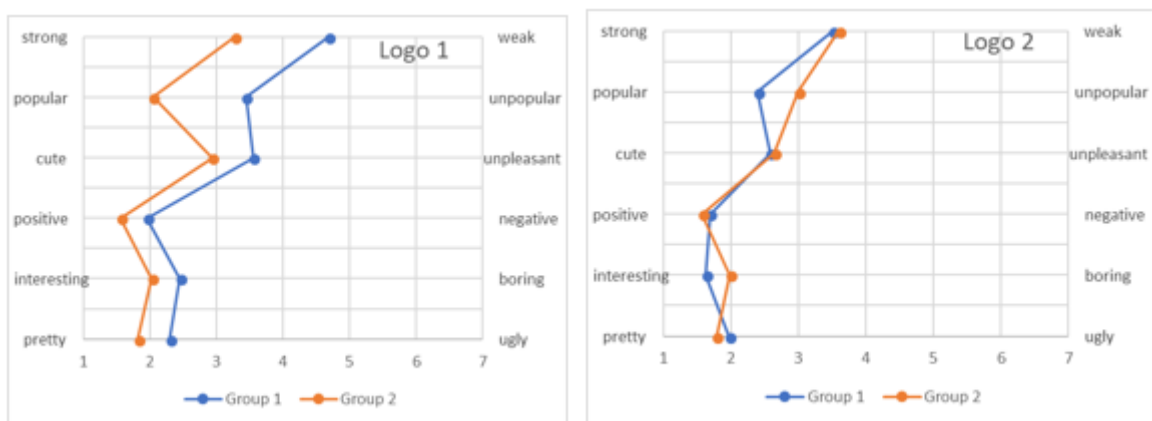 Logo 1
strong weak
popular unpopular
cute unpleasant
positive negative
interesting boring
pretty ugly
1 2 3 4 5 6 7
Group 1 Group 2
Logo 2
strong weak
popular unpopular
cute unpleasant
positive negative
interesting boring
pretty ugly
1 2 3 4 5 6 7
Group 1 Group 2